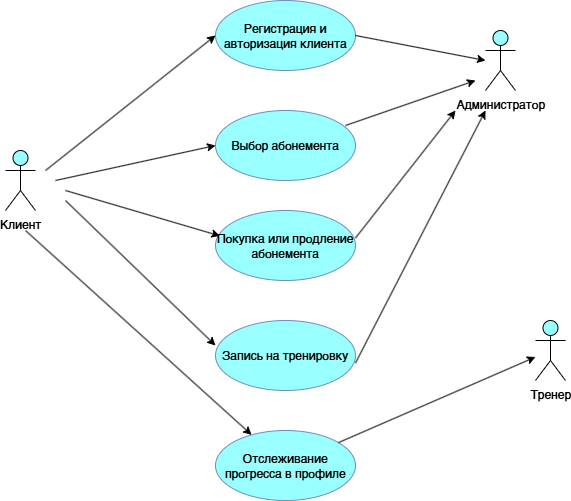 Регистрация и
авторизация клиента
Администратор
Выбор абонемента
Клиент
Покупка или продление
абонемента
Запись на тренировку
Тренер
Отслеживание
прогресса в профиле